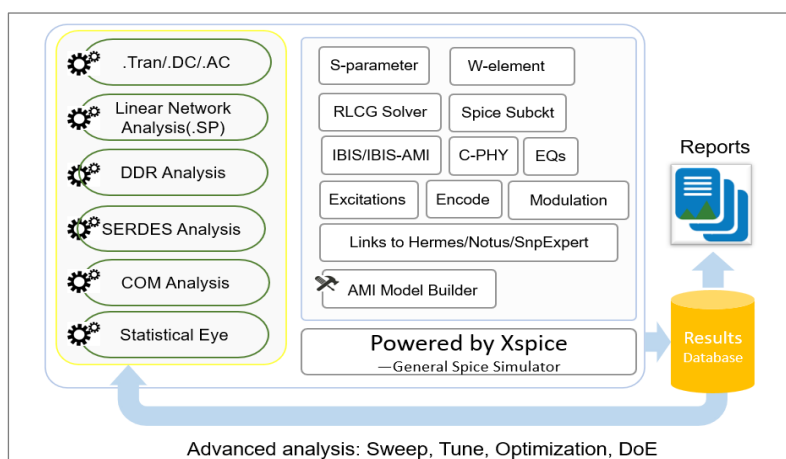 .Tran/.DC/.AC
Linear Network
Analysis(.SP)
DDR Analysis
SERDES Analysis
COM Analysis
Statistical Eye
S-parameter
W-element
RLCG Solver
Spice Subckt
IBIS/IBIS-AMI
C-PHY
EQs
Excitations
Encode
Modulation
Links to Hermes/Notus/SnpExpert
AMI Model Builder
Powered by Xspice
—General Spice Simulator
Reports
Results
Database
Advanced analysis: Sweep, Tune, Optimization, DoE